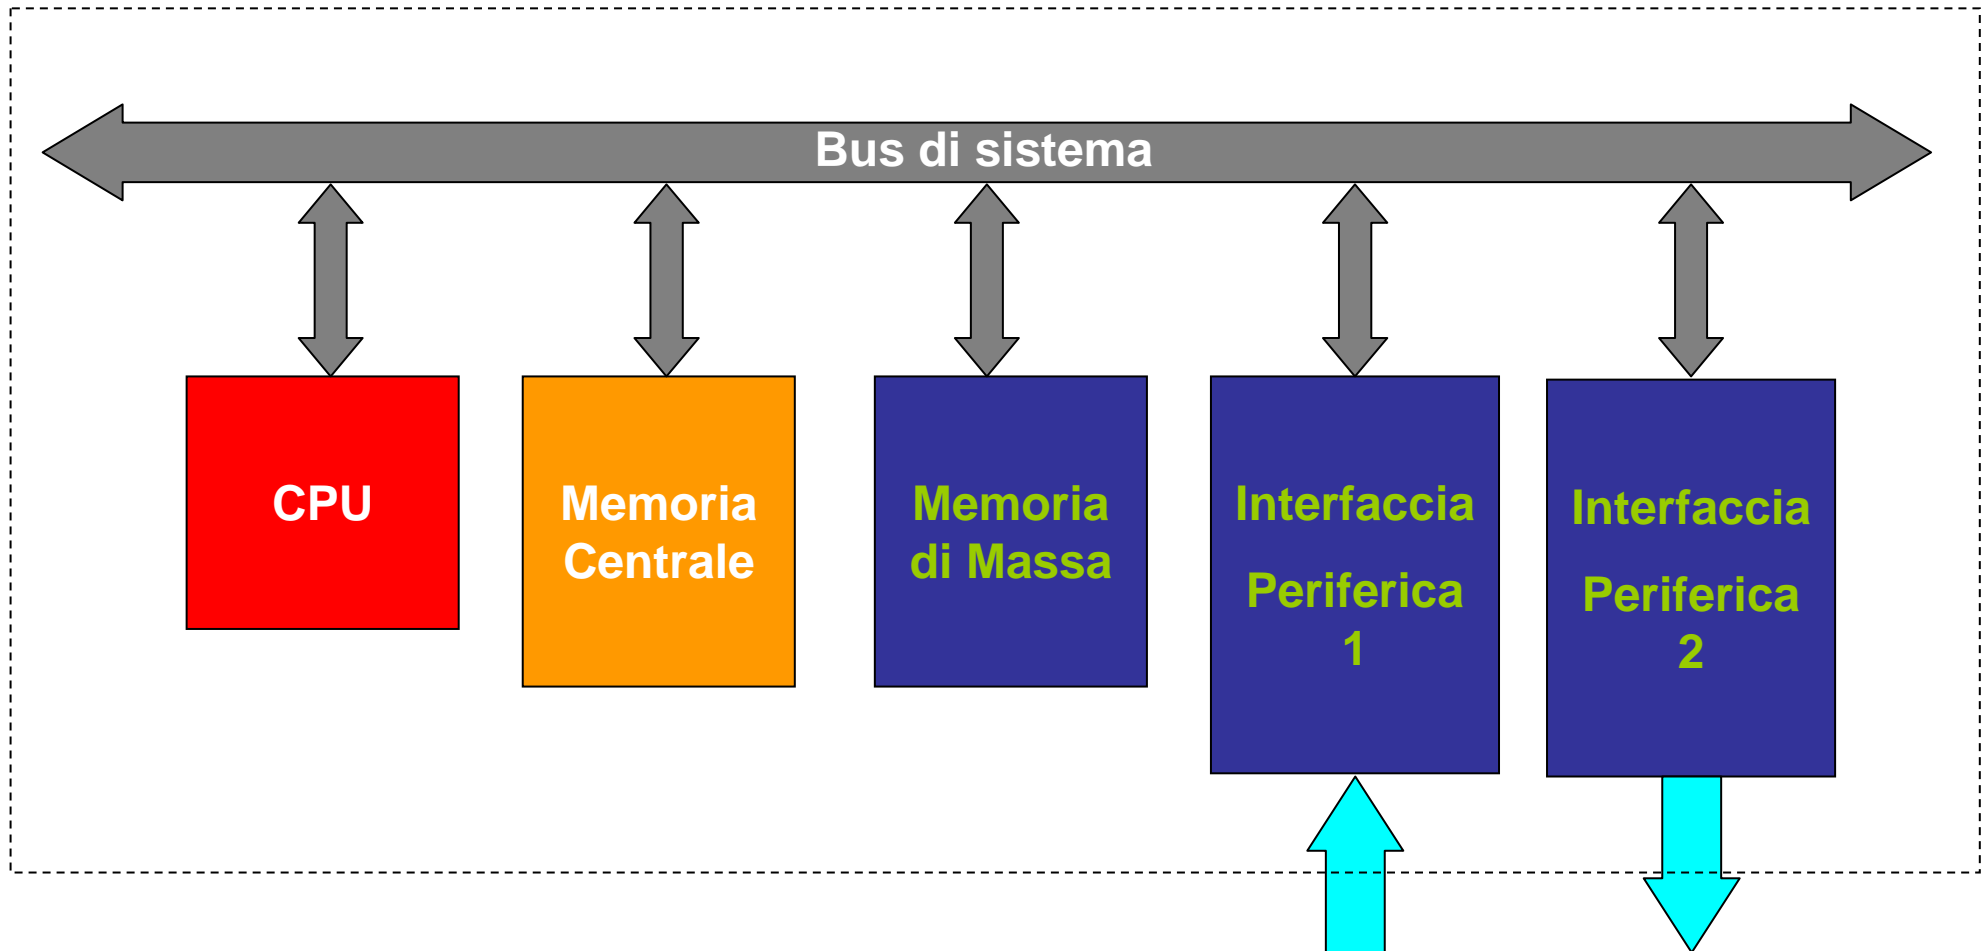 Bus di sistema
CPU
Memoria
Centrale
Memoria
di Massa
Interfaccia
Periferica
1
Interfaccia
Periferica
2